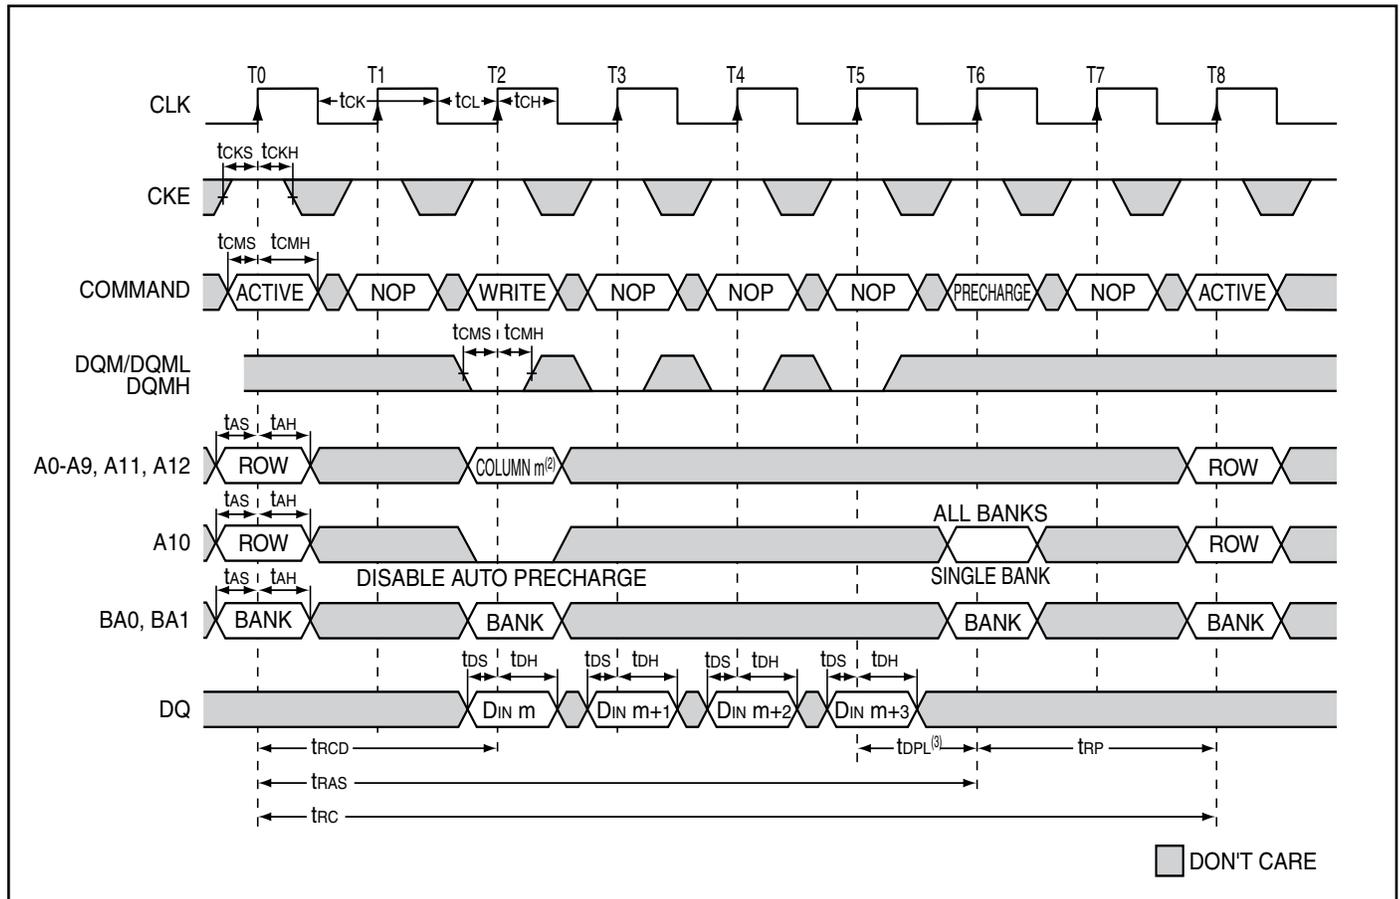 T0 T1 T2 T3 T4 T5 T6 T7 T8
CLK tCK tCL tCH
tCKS tCKH
CKE
tCMS tCMH
COMMAND ACTIVE NOP WRITE NOP NOP NOP PRECHARGE NOP ACTIVE
tCMS tCMH
DQM/DQML
DQMH
tAS tAH
A0-A9, A11, A12 ROW COLUMN m(2) ROW
tAS tAH ALL BANKS
A10 ROW ROW
DISABLE AUTO PRECHARGE SINGLE BANK
tAS tAH
BA0, BA1 BANK BANK BANK BANK
tDS tDH tDS tDH tDS tDH tDS tDH
DQ DIN m DIN m+1 DIN m+2 DIN m+3
tRCD tDPL(3) tRP
tRAS
tRC
DON'T CARE